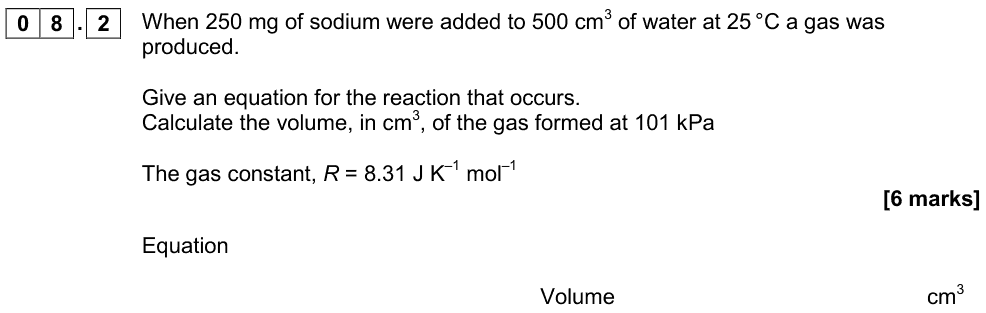 08.2 When 250 mg of sodium were added to 500 cm³ of water at 25 °C a gas was
produced.
Give an equation for the reaction that occurs.
Calculate the volume, in cm³, of the gas formed at 101 kPa
The gas constant, R = 8.31 J K⁻¹ mol⁻¹
[6 marks]
Equation
Volume cm³